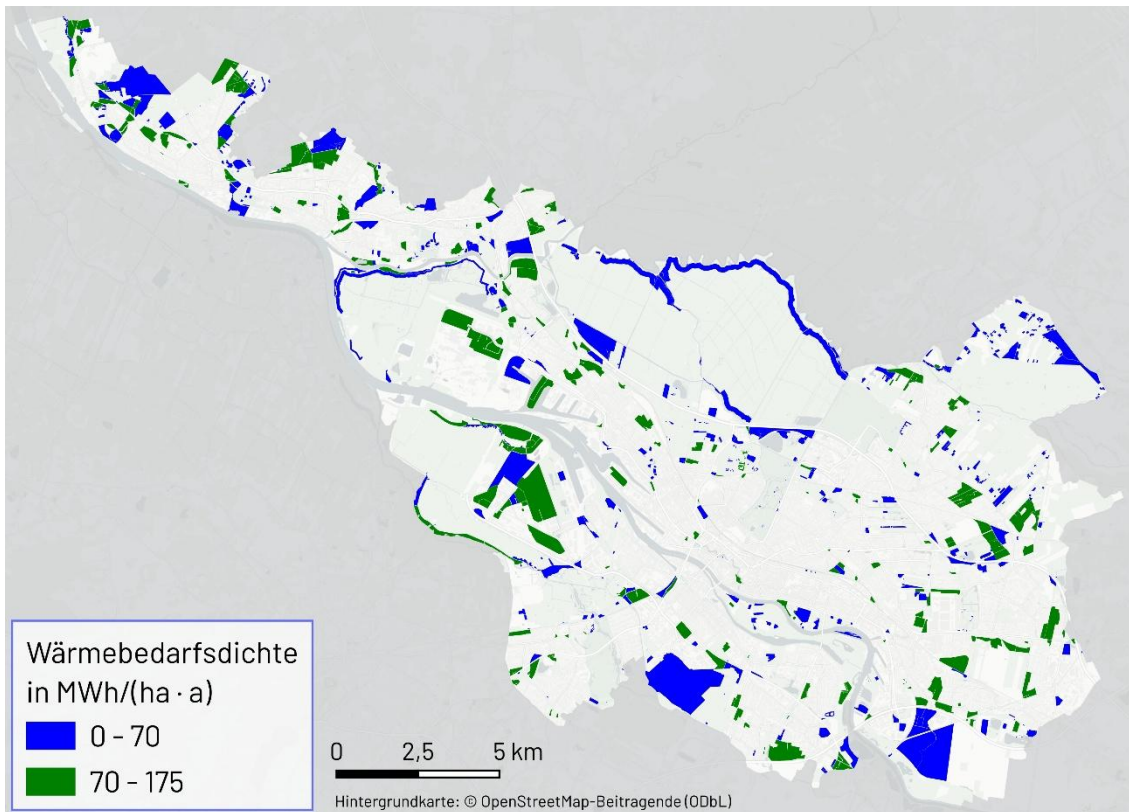 Wärmebedarfsdichte
in MWh/(ha · a)
0 - 70
70 - 175
0 2,5 5 km
Hintergrundkarte: © OpenStreetMap-Beitragende (ODbL)